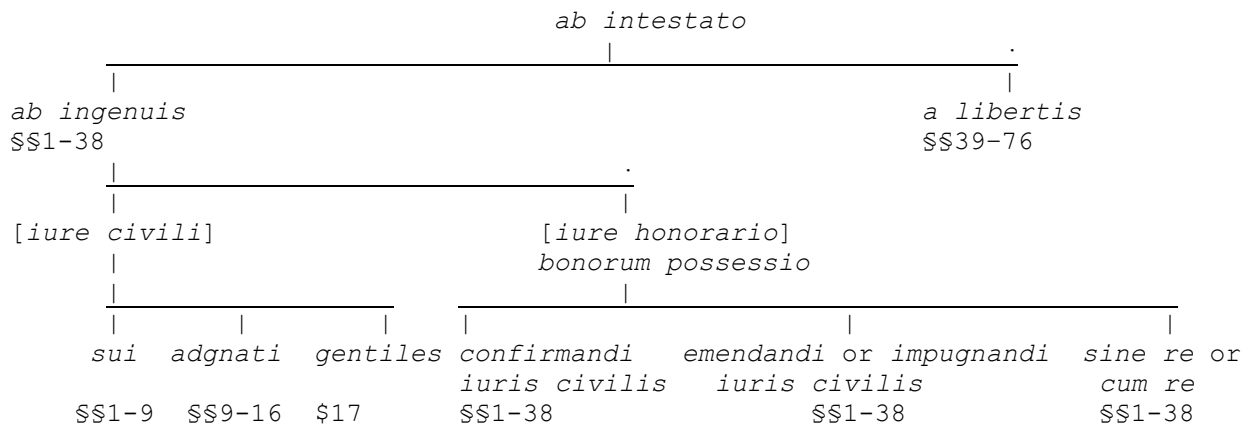 ab intestato
ab ingenuis a libertis
§§1-38 §§39-76
[iure civili] [iure honorario]
bonorum possessio
sui adgnati gentiles confirmandi emendandi or impugnandi sine re or
iuris civilis iuris civilis cum re
§§1-9 §§9-16 $17 §§1-38 §§1-38 §§1-38